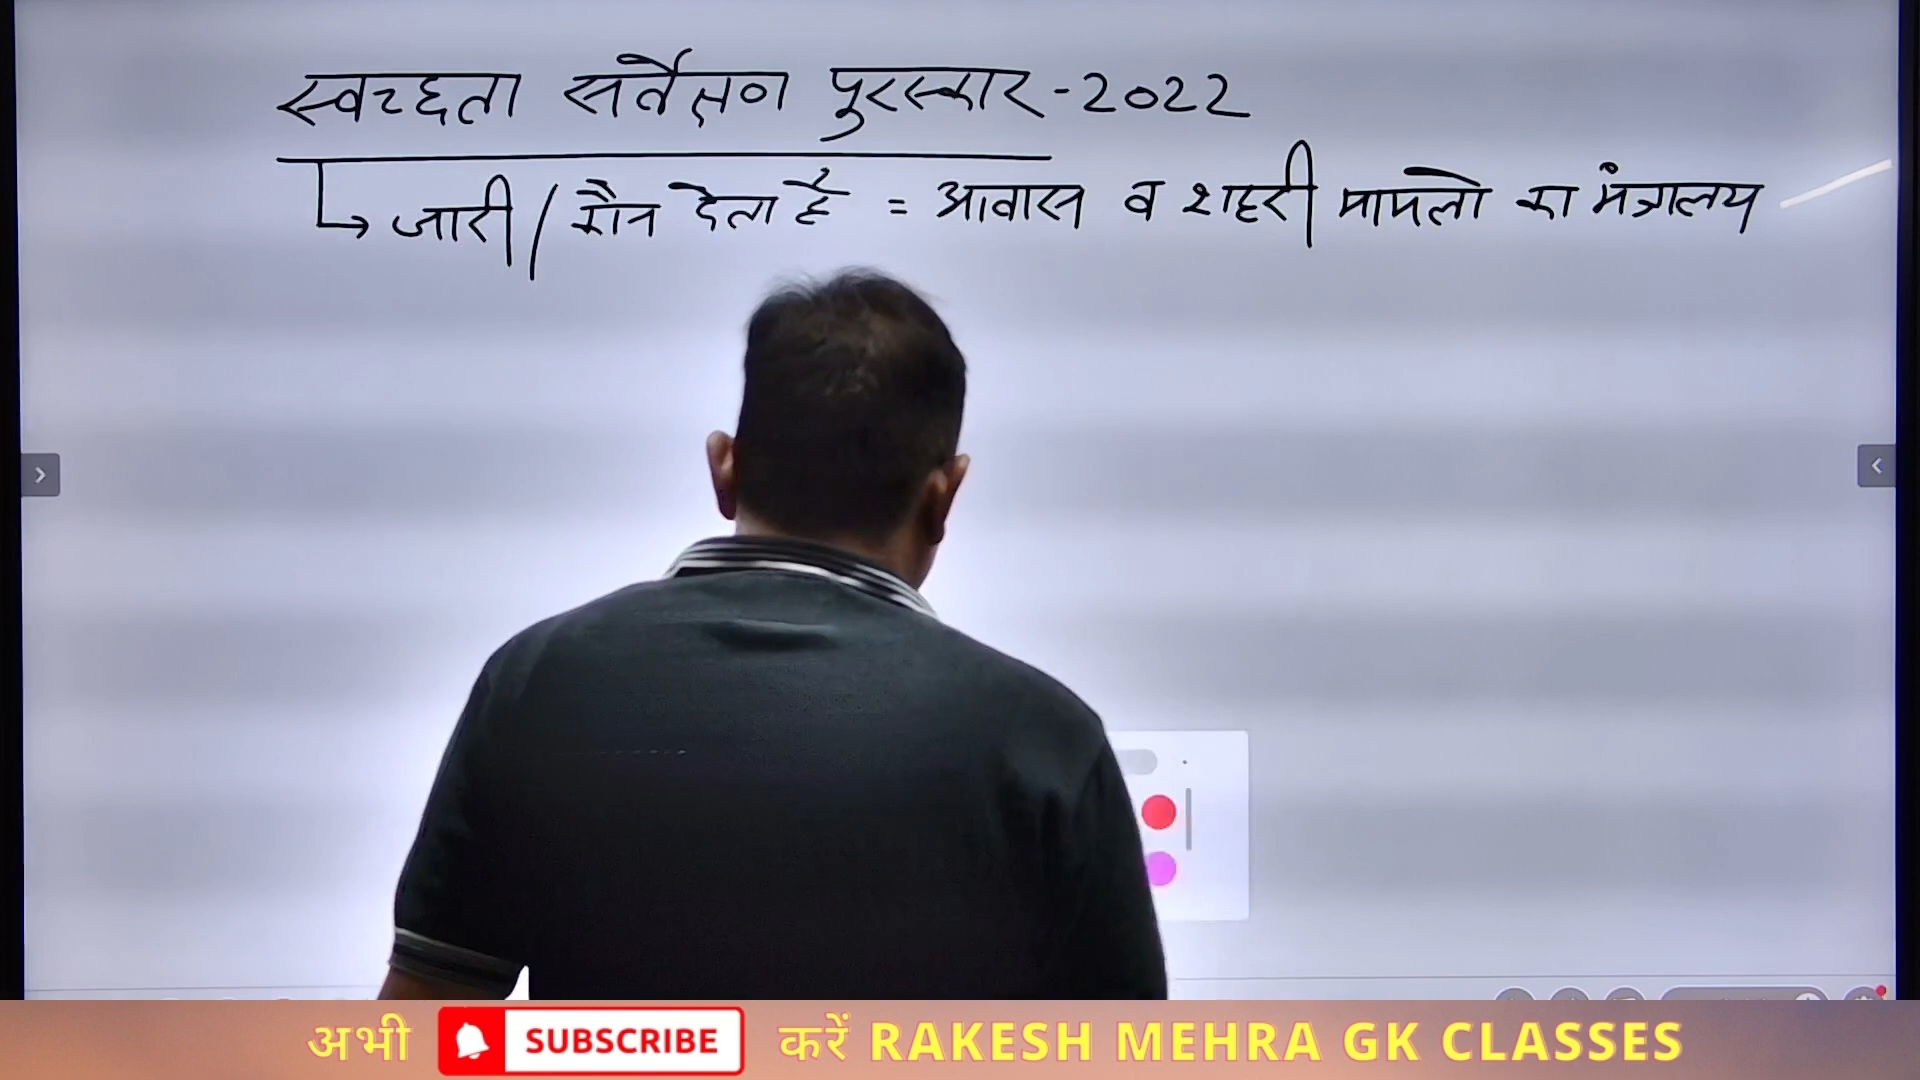 स्वच्छता सर्वेक्षण पुरस्कार-2022
↳ जारी / कौन देता है = आवास व शहरी मामलो का मंत्रालय
अभी SUBSCRIBE करें RAKESH MEHRA GK CLASSES